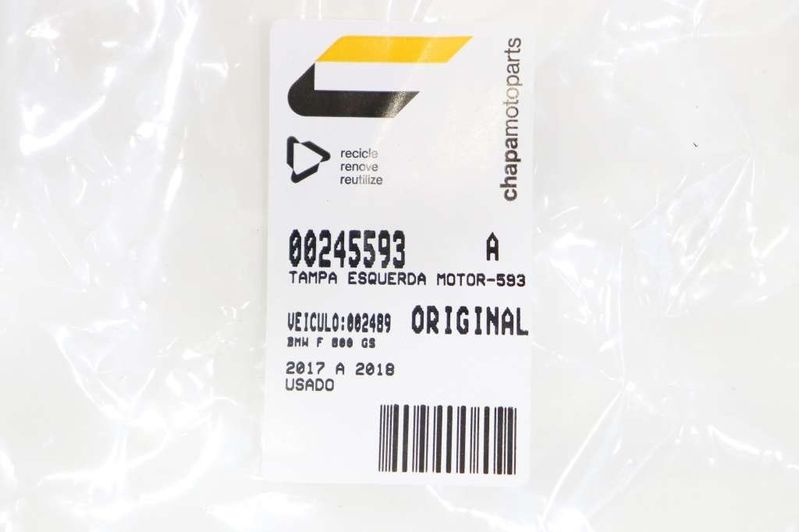 chapamotoparts
recicle
renove
reutilize
00245593 A
TAMPA ESQUERDA MOTOR-593
VEICULO:002489 ORIGINAL
BMW F 800 GS
2017 A 2018
USADO